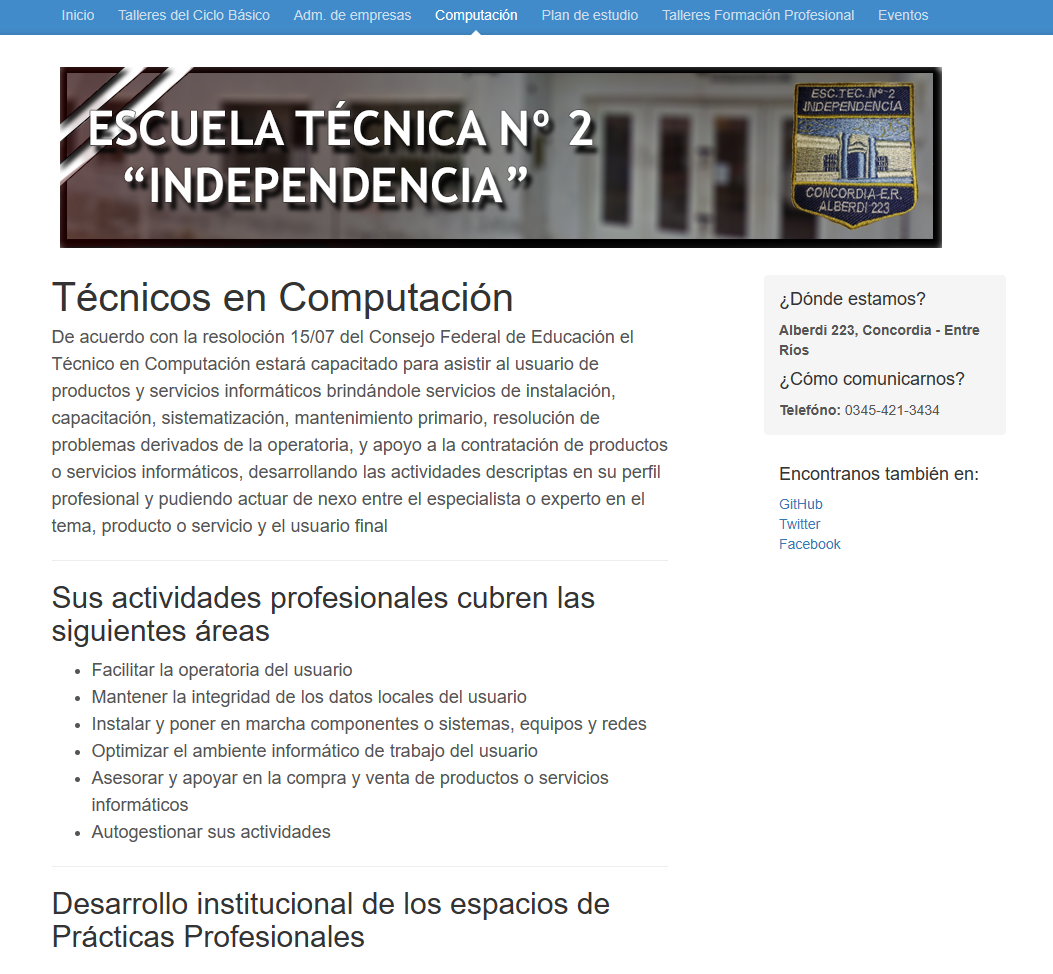 Inicio Talleres del Ciclo Básico Adm. de empresas Computación Plan de estudio Talleres Formación Profesional Eventos
ESCUELA TÉCNICA Nº 2
“INDEPENDENCIA”
ESC.TEC.Nº 2
INDEPENDENCIA
CONCORDIA-E.R.
ALBERDI 223
Técnicos en Computación
De acuerdo con la resoloción 15/07 del Consejo Federal de Educación el
Técnico en Computación estará capacitado para asistir al usuario de
productos y servicios informáticos brindándole servicios de instalación,
capacitación, sistematización, mantenimiento primario, resolución de
problemas derivados de la operatoria, y apoyo a la contratación de productos
o servicios informáticos, desarrollando las actividades descriptas en su perfil
profesional y pudiendo actuar de nexo entre el especialista o experto en el
tema, producto o servicio y el usuario final
Sus actividades profesionales cubren las
siguientes áreas
• Facilitar la operatoria del usuario
• Mantener la integridad de los datos locales del usuario
• Instalar y poner en marcha componentes o sistemas, equipos y redes
• Optimizar el ambiente informático de trabajo del usuario
• Asesorar y apoyar en la compra y venta de productos o servicios
informáticos
• Autogestionar sus actividades
Desarrollo institucional de los espacios de
Prácticas Profesionales
¿Dónde estamos?
Alberdi 223, Concordia - Entre
Ríos
¿Cómo comunicarnos?
Telefóno: 0345-421-3434
Encontranos también en:
GitHub
Twitter
Facebook